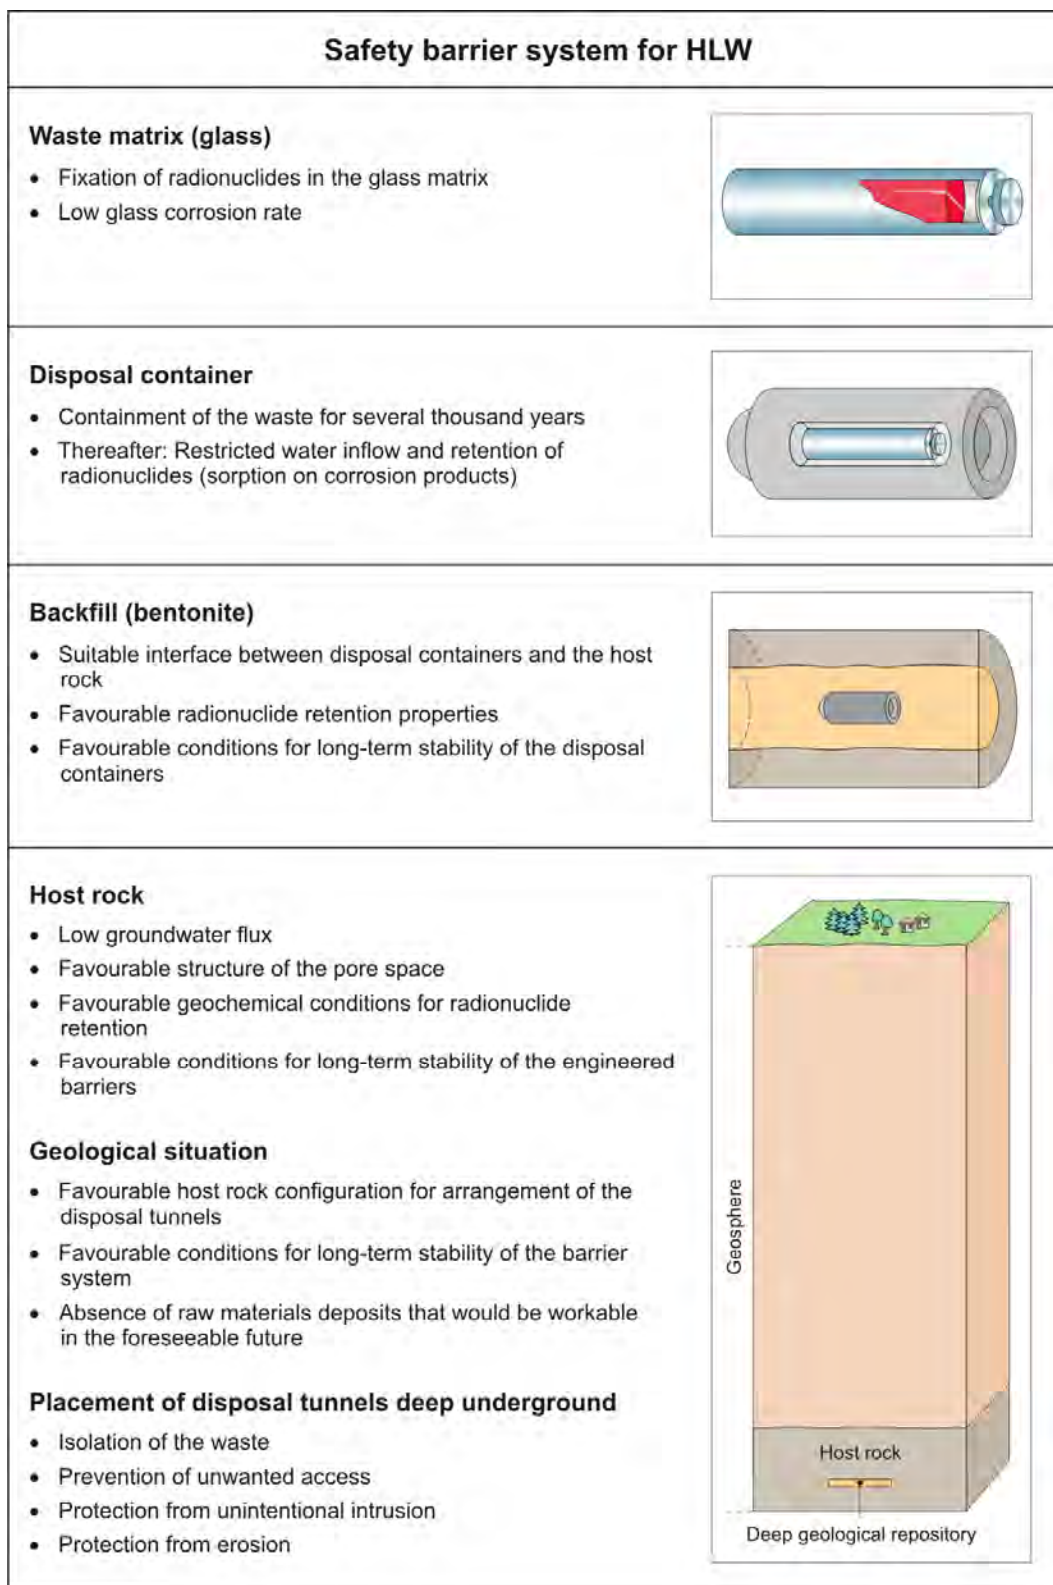 Safety barrier system for HLW
Waste matrix (glass)
• Fixation of radionuclides in the glass matrix
• Low glass corrosion rate
Disposal container
• Containment of the waste for several thousand years
• Thereafter: Restricted water inflow and retention of
radionuclides (sorption on corrosion products)
Backfill (bentonite)
• Suitable interface between disposal containers and the host
rock
• Favourable radionuclide retention properties
• Favourable conditions for long-term stability of the disposal
containers
Host rock
• Low groundwater flux
• Favourable structure of the pore space
• Favourable geochemical conditions for radionuclide
retention
• Favourable conditions for long-term stability of the engineered
barriers
Geological situation
• Favourable host rock configuration for arrangement of the
disposal tunnels
• Favourable conditions for long-term stability of the barrier
system
• Absence of raw materials deposits that would be workable
in the foreseeable future
Placement of disposal tunnels deep underground
• Isolation of the waste
• Prevention of unwanted access
• Protection from unintentional intrusion
• Protection from erosion
Geosphere
Host rock
Deep geological repository